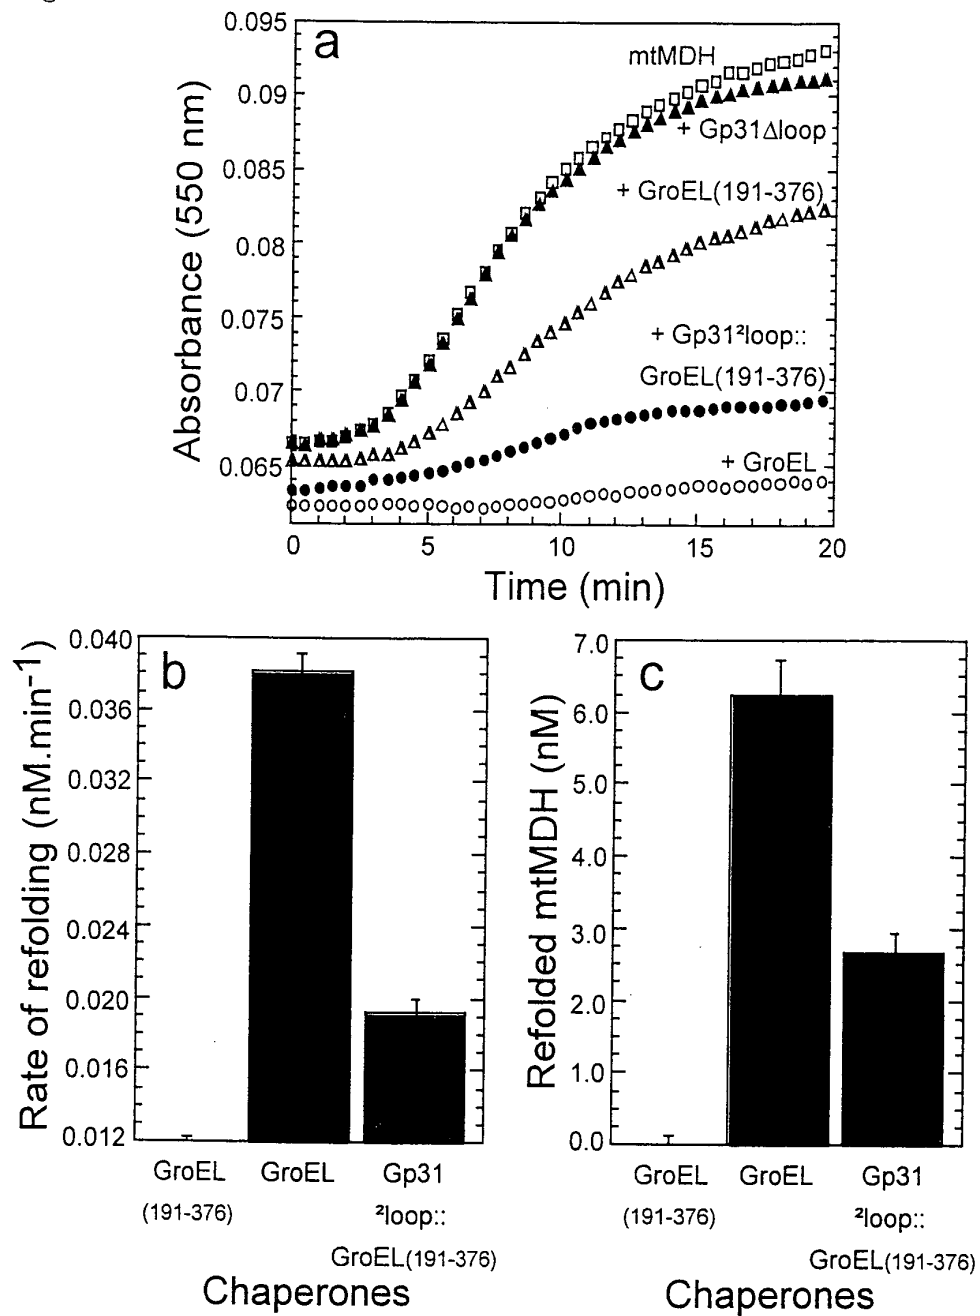 a
0.095
0.09
0.085
0.08
0.075
0.07
0.065
Absorbance (550 nm)
mtMDH
+ Gp31Δloop
+ GroEL(191-376)
+ Gp31²loop::
GroEL(191-376)
+ GroEL
0 5 10 15 20
Time (min)
b
0.040
0.036
0.032
0.028
0.024
0.020
0.016
0.012
Rate of refolding (nM.min⁻¹)
GroEL GroEL Gp31
(191-376) ²loop::
GroEL(191-376)
Chaperones
c
7.0
6.0
5.0
4.0
3.0
2.0
1.0
0.0
Refolded mtMDH (nM)
GroEL GroEL Gp31
(191-376) ²loop::
GroEL(191-376)
Chaperones